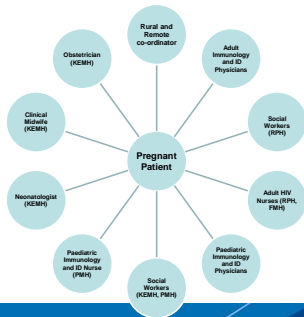 Rural and
Remote
co-ordinator
Adult
Immunology
and ID
Physicians
Social
Workers
(RPH)
Adult HIV
Nurses (RPH,
FMH)
Paediatric
Immunology
and ID
Physicians
Social
Workers
(KEMH, PMH)
Paediatric
Immunology
and ID Nurse
(PMH)
Neonatologist
(KEMH)
Clinical
Midwife
(KEMH)
Obstetrician
(KEMH)
Pregnant
Patient